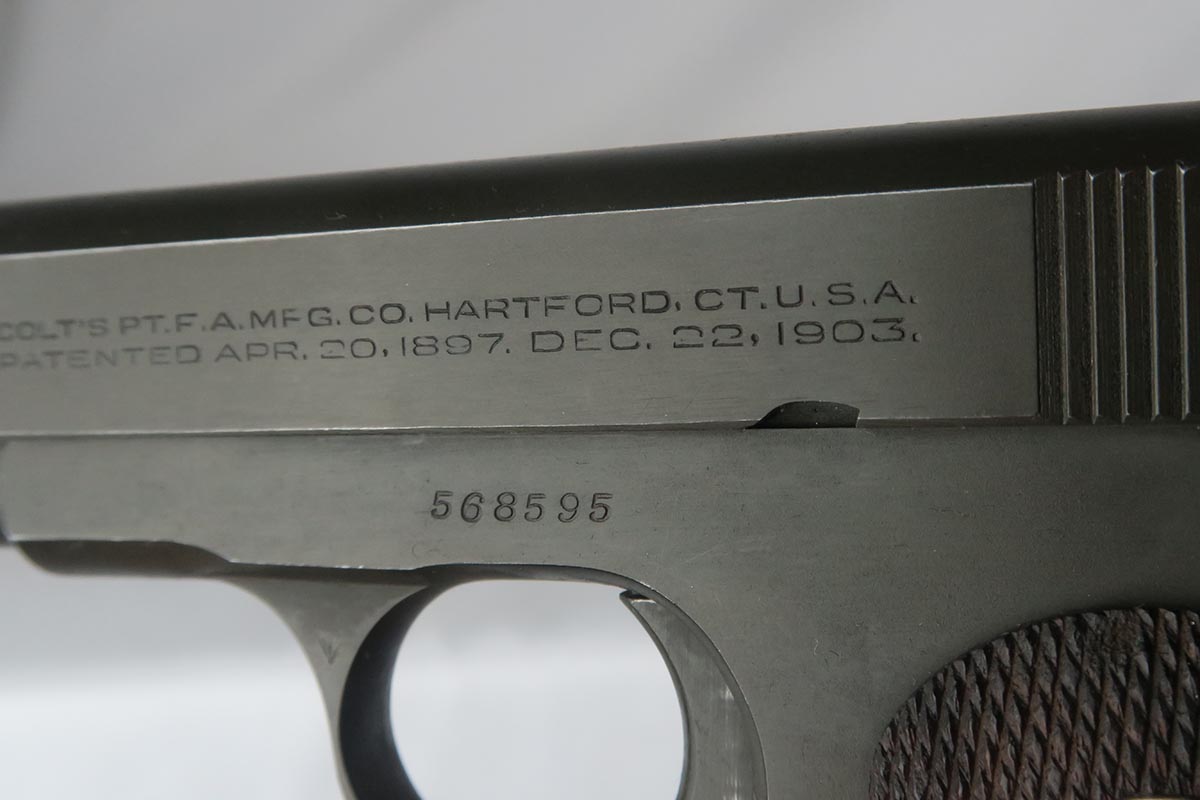 COLT'S PT.F.A.MFG.CO. HARTFORD, CT.U.S.A.
PATENTED APR. 20, 1897. DEC. 22, 1903.
568595